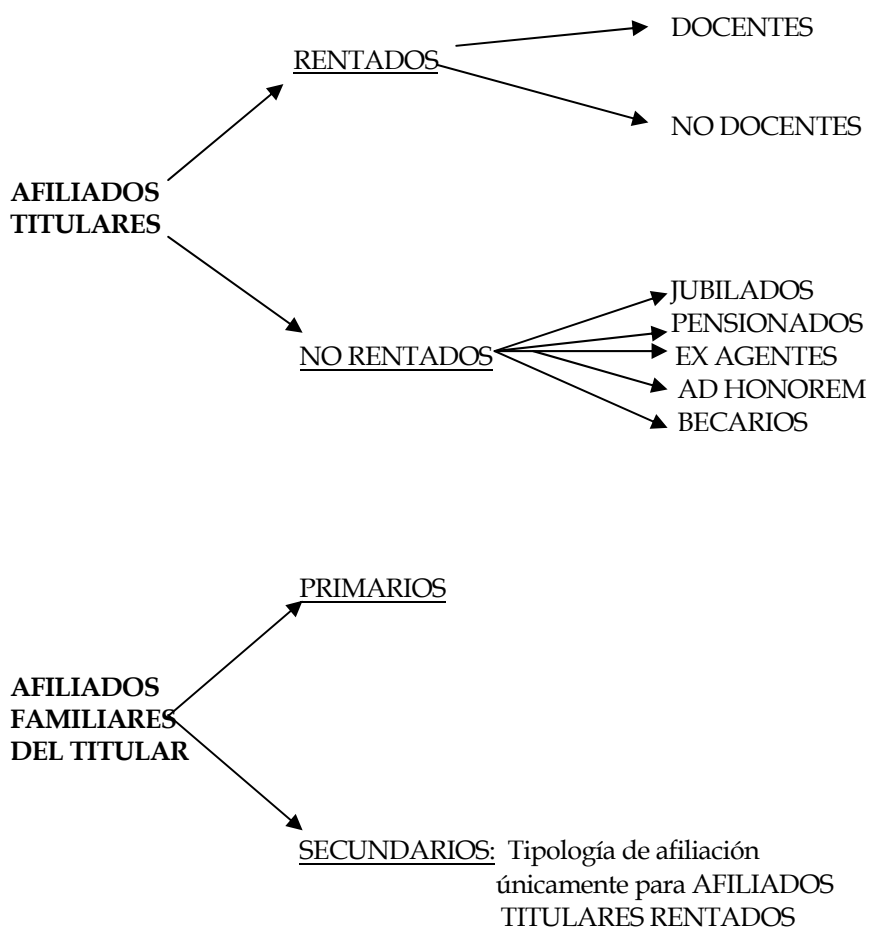 DOCENTES
RENTADOS
NO DOCENTES
AFILIADOS
TITULARES
JUBILADOS
PENSIONADOS
NO RENTADOS
EX AGENTES
AD HONOREM
BECARIOS
PRIMARIOS
AFILIADOS
FAMILIARES
DEL TITULAR
SECUNDARIOS: Tipología de afiliación
únicamente para AFILIADOS
TITULARES RENTADOS